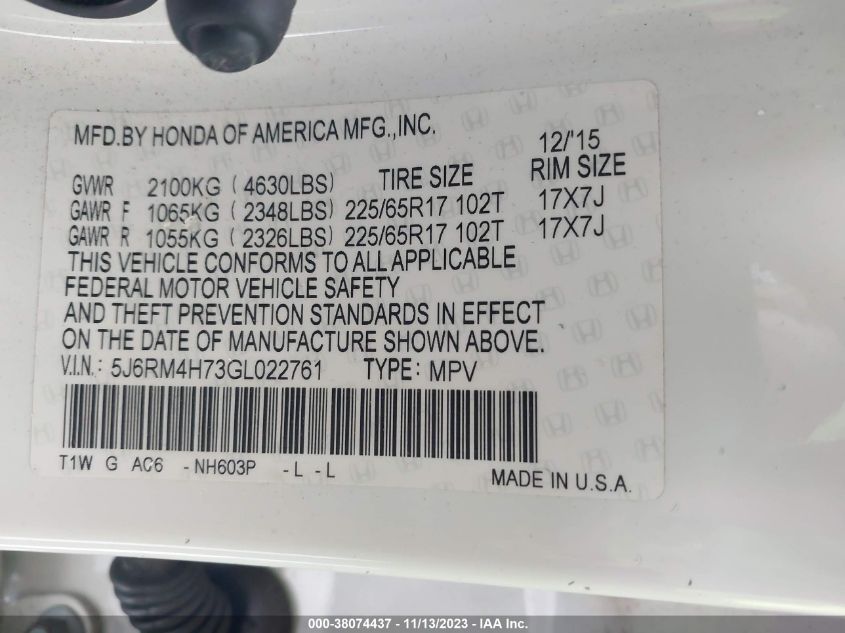 MFD.BY HONDA OF AMERICA MFG.,INC.
12/'15
GVWR 2100KG (4630LBS) TIRE SIZE RIM SIZE
GAWR F 1065KG (2348LBS) 225/65R17 102T 17X7J
GAWR R 1055KG (2326LBS) 225/65R17 102T 17X7J
THIS VEHICLE CONFORMS TO ALL APPLICABLE
FEDERAL MOTOR VEHICLE SAFETY
AND THEFT PREVENTION STANDARDS IN EFFECT
ON THE DATE OF MANUFACTURE SHOWN ABOVE.
V.I.N.: 5J6RM4H73GL022761 TYPE: MPV
T1W G AC6 -NH603P -L -L
MADE IN U.S.A.
000-38074437 - 11/13/2023 - IAA Inc.